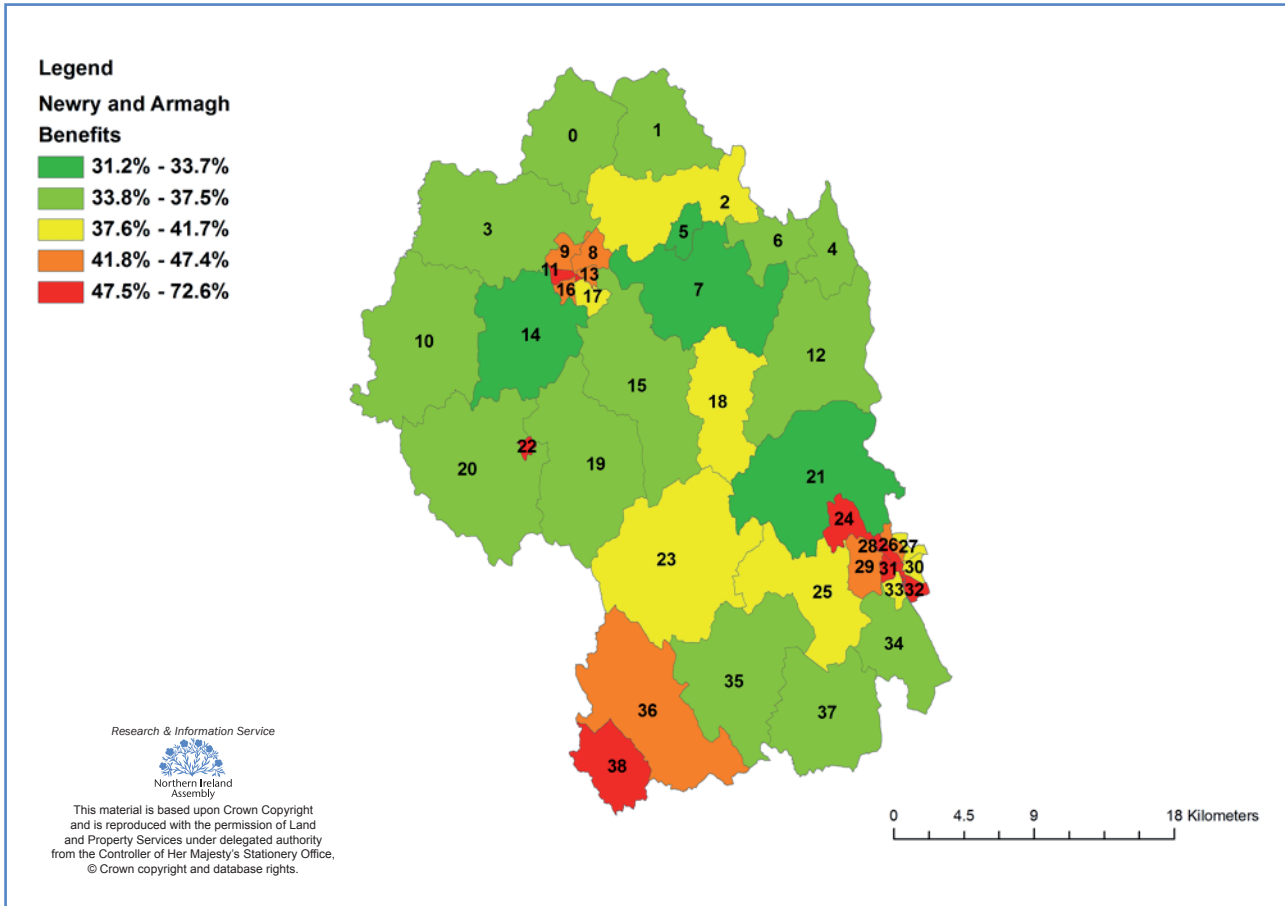 Legend
Newry and Armagh
Benefits
31.2% - 33.7%
33.8% - 37.5%
37.6% - 41.7%
41.8% - 47.4%
47.5% - 72.6%
0
1
2
3
5
6
4
9
8
11
13
16
17
7
10
14
12
15
18
22
20
19
21
24
23
28
26
27
29
31
30
25
33
32
34
35
36
37
38
Research & Information Service
Northern Ireland
Assembly
This material is based upon Crown Copyright
and is reproduced with the permission of Land
and Property Services under delegated authority
from the Controller of Her Majesty's Stationery Office,
© Crown copyright and database rights.
0 4.5 9 18 Kilometers